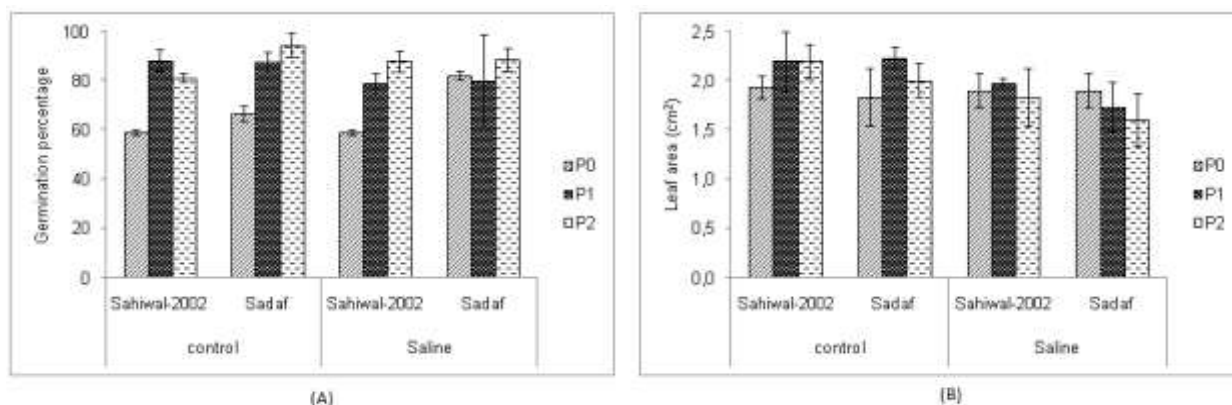 100
80
60
40
20
0
Germination percentage
Sahiwal-2002 Sadaf Sahiwal-2002 Sadaf
control Saline
P0
P1
P2
(A)
2,5
2,0
1,5
1,0
0,5
0,0
Leaf area (cm²)
Sahiwal-2002 Sadaf Sahiwal-2002 Sadaf
control Saline
P0
P1
P2
(B)